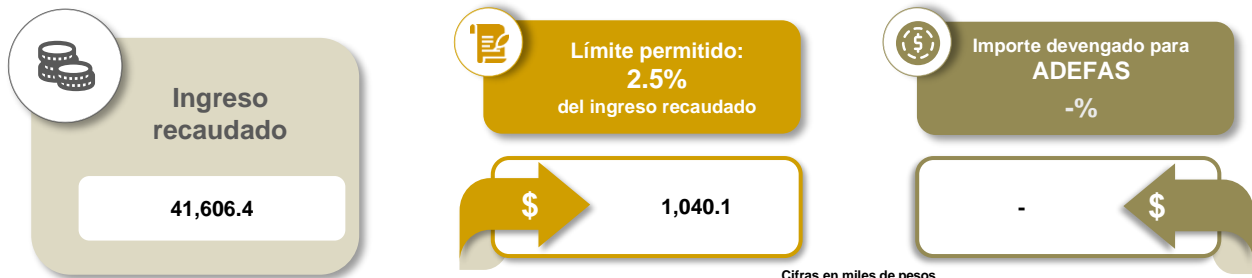 Ingreso
recaudado
41,606.4
Límite permitido:
2.5%
del ingreso recaudado
$
1,040.1
Importe devengado para
ADEFAS
-%
-
$
Cifras en miles de pesos